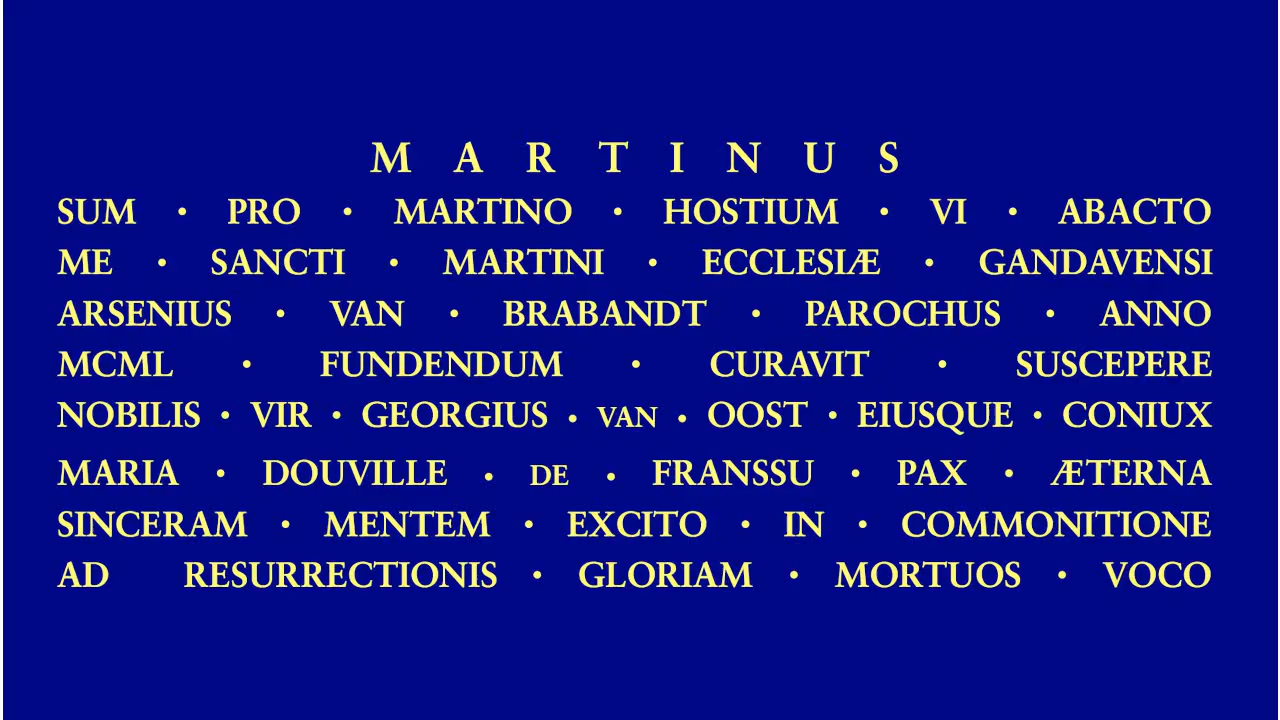 M A R T I N U S
SUM · PRO · MARTINO · HOSTIUM · VI · ABACTO
ME · SANCTI · MARTINI · ECCLESIÆ · GANDAVENSI
ARSENIUS · VAN · BRABANDT · PAROCHUS · ANNO
MCML · FUNDENDUM · CURAVIT · SUSCEPERE
NOBILIS · VIR · GEORGIUS · VAN · OOST · EIUSQUE · CONIUX
MARIA · DOUVILLE · DE · FRANSSU · PAX · ÆTERNA
SINCERAM · MENTEM · EXCITO · IN · COMMONITIONE
AD RESURRECTIONIS · GLORIAM · MORTUOS · VOCO